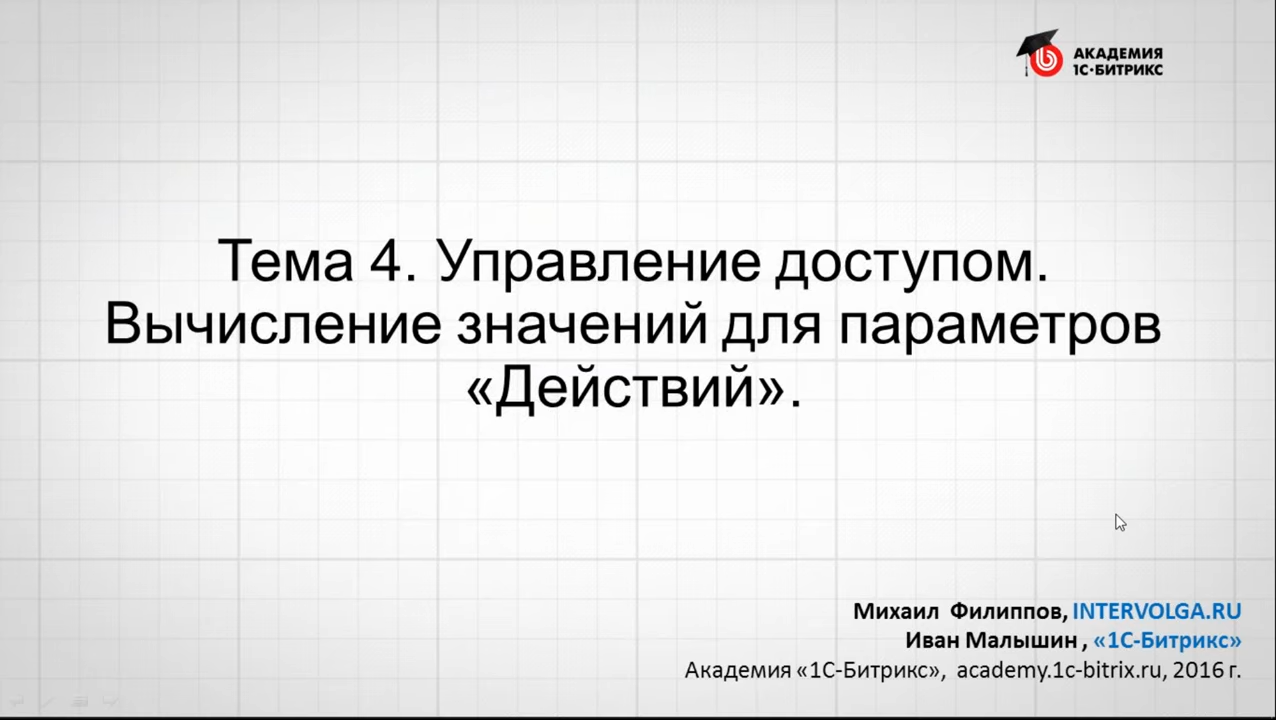 АКАДЕМИЯ
1С-БИТРИКС
Тема 4. Управление доступом.
Вычисление значений для параметров
«Действий».
Михаил Филиппов, INTERVOLGA.RU
Иван Малышин , «1С-Битрикс»
Академия «1С-Битрикс», academy.1c-bitrix.ru, 2016 г.